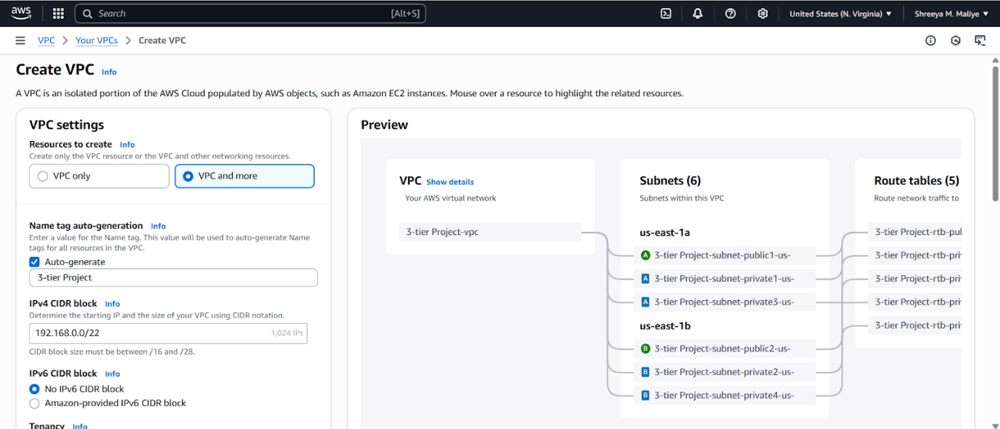 aws
Search [Alt+S]
United States (N. Virginia) ▼
Shreeya M. Maliye ▼
VPC > Your VPCs > Create VPC
Create VPC Info
A VPC is an isolated portion of the AWS Cloud populated by AWS objects, such as Amazon EC2 instances. Mouse over a resource to highlight the related resources.
VPC settings
Resources to create Info
Create only the VPC resource or the VPC and other networking resources.
VPC only
VPC and more
Name tag auto-generation Info
Enter a value for the Name tag. This value will be used to auto-generate Name
tags for all resources in the VPC.
Auto-generate
3-tier Project
IPv4 CIDR block Info
Determine the starting IP and the size of your VPC using CIDR notation.
192.168.0.0/22 1,024 IPs
CIDR block size must be between /16 and /28.
IPv6 CIDR block Info
No IPv6 CIDR block
Amazon-provided IPv6 CIDR block
Tenancy Info
Preview
VPC Show details
Your AWS virtual network
3-tier Project-vpc
Subnets (6)
Subnets within this VPC
us-east-1a
A 3-tier Project-subnet-public1-us-
A 3-tier Project-subnet-private1-us-
A 3-tier Project-subnet-private3-us-
us-east-1b
B 3-tier Project-subnet-public2-us-
B 3-tier Project-subnet-private2-us-
B 3-tier Project-subnet-private4-us-
Route tables (5)
Route network traffic to
3-tier Project-rtb-pul
3-tier Project-rtb-pri
3-tier Project-rtb-pri
3-tier Project-rtb-pri
3-tier Project-rtb-pri